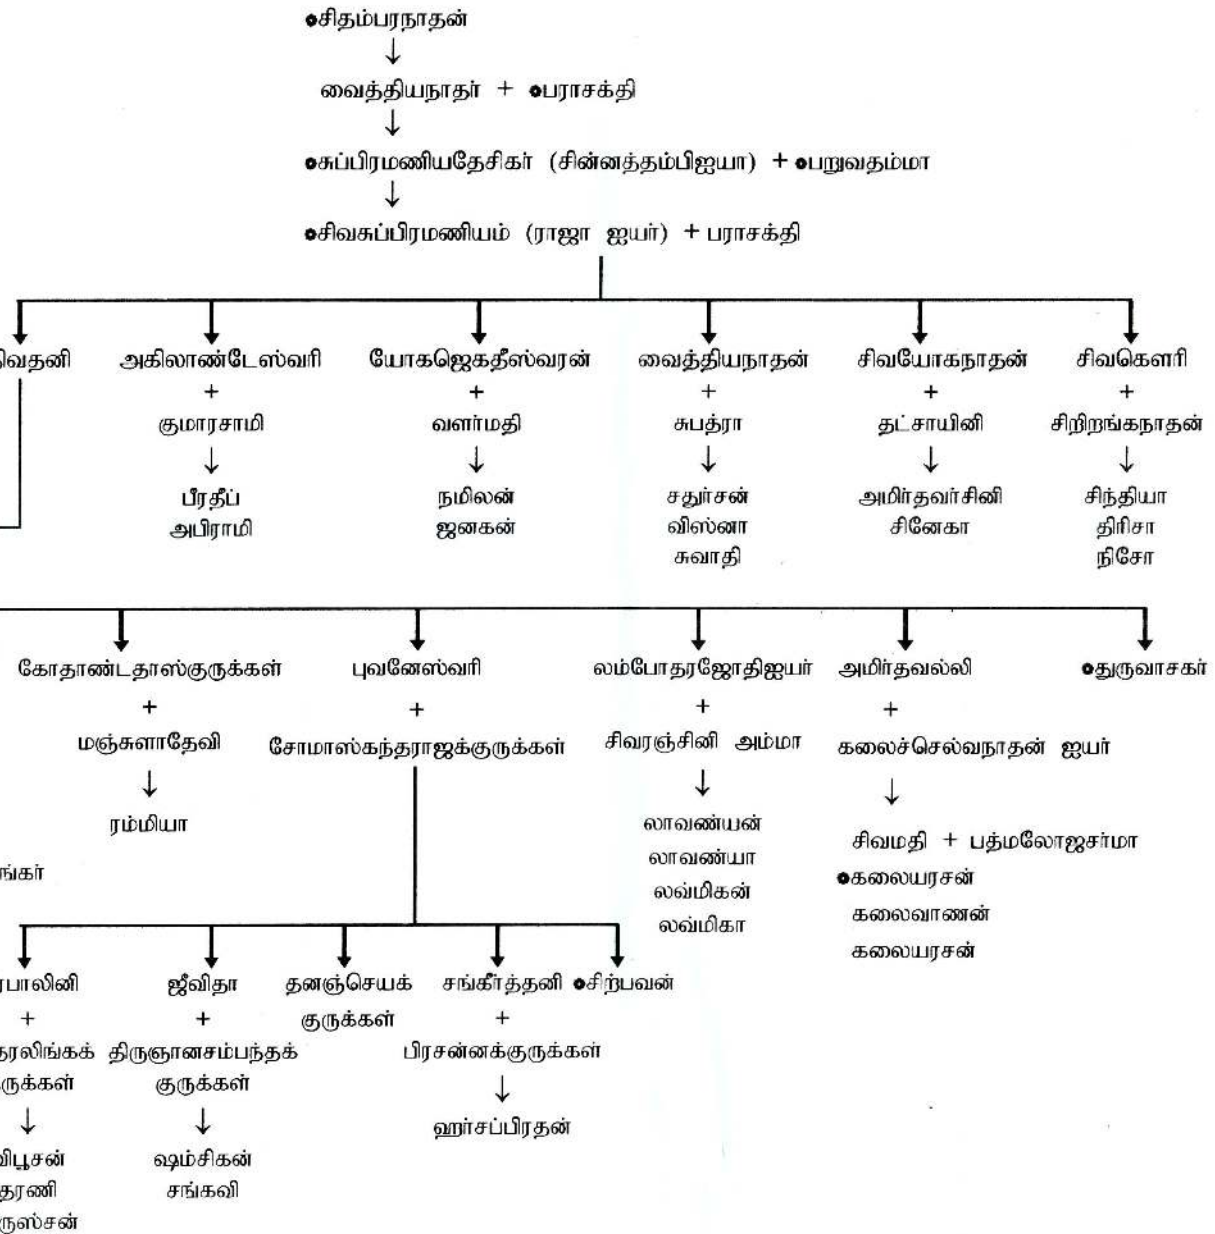 சிதம்பரநாதன்
↓
வைத்தியநாதர் + பராசக்தி
↓
சுப்பிரமணியதேசிகர் (சின்னத்தம்பிஐயா) + பறுவதம்மா
↓
சிவசுப்பிரமணியம் (ராஜா ஐயர்) + பராசக்தி
அகிலாண்டேஸ்வரி யோகஜெகதீஸ்வரன் வைத்தியநாதன் சிவயோகநாதன் சிவகௌரி
+ + + + +
குமாரசாமி வளர்மதி சுபத்ரா தட்சாயினி சிறிறங்கநாதன்
↓ ↓ ↓ ↓ ↓
பீரதீப் நமிலன் சதுர்சன் அமிர்தவர்சினி சிந்தியா
அபிராமி ஜனகன் விஸ்னா சினேகா திரிசா
சுவாதி நிசோ
கோதாண்டதாஸ்குருக்கள் புவனேஸ்வரி லம்போதரஜோதிஐயர் அமிர்தவல்லி துருவாசகர்
+ + + +
மஞ்சுளாதேவி சோமாஸ்கந்தராஜக்குருக்கள் சிவரஞ்சினி அம்மா கலைச்செல்வநாதன் ஐயர்
↓ ↓ ↓
ரம்மியா லாவண்யன் சிவமதி + பத்மலோஜசர்மா
லாவண்யா கலையரசன்
லவ்மிகன் கலைவாணன்
லவ்மிகா கலையரசன்
ஜீவிதா தனஞ்செயக் சங்கீர்த்தனி சிற்பவன்
+ + குருக்கள் +
திருஞானசம்பந்தக் பிரசன்னக்குருக்கள்
குருக்கள்
↓ ↓ ↓
ஷம்சிகன் ஹர்சப்பிரதன்
சங்கவி